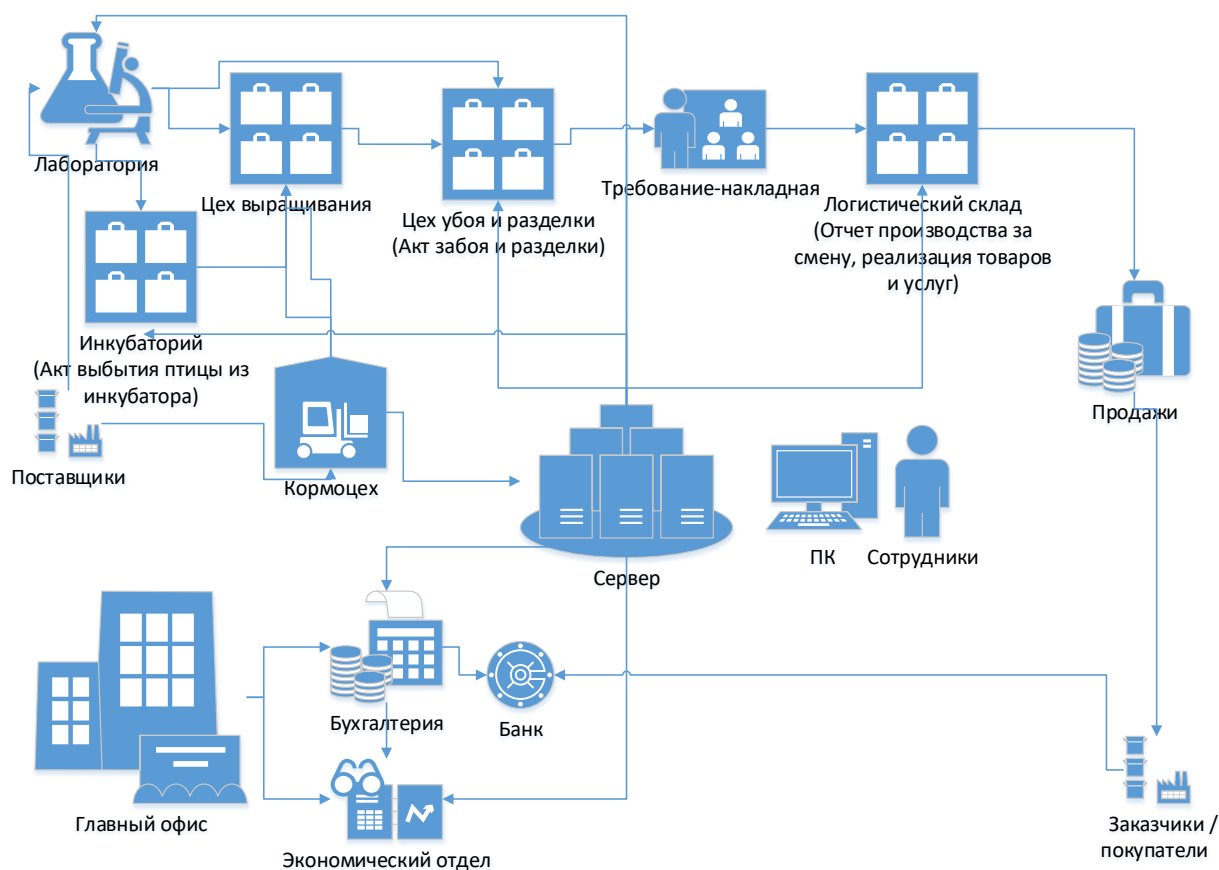 Лаборатория
Цех выращивания
Цех убоя и разделки
(Акт забоя и разделки)
Требование-накладная
Логистический склад
(Отчет производства за
смену, реализация товаров
и услуг)
Инкубаторий
(Акт выбытия птицы из
инкубатора)
Продажи
Поставщики
Кормоцех
ПК
Сотрудники
Сервер
Бухгалтерия
Банк
Главный офис
Экономический отдел
Заказчики /
покупатели